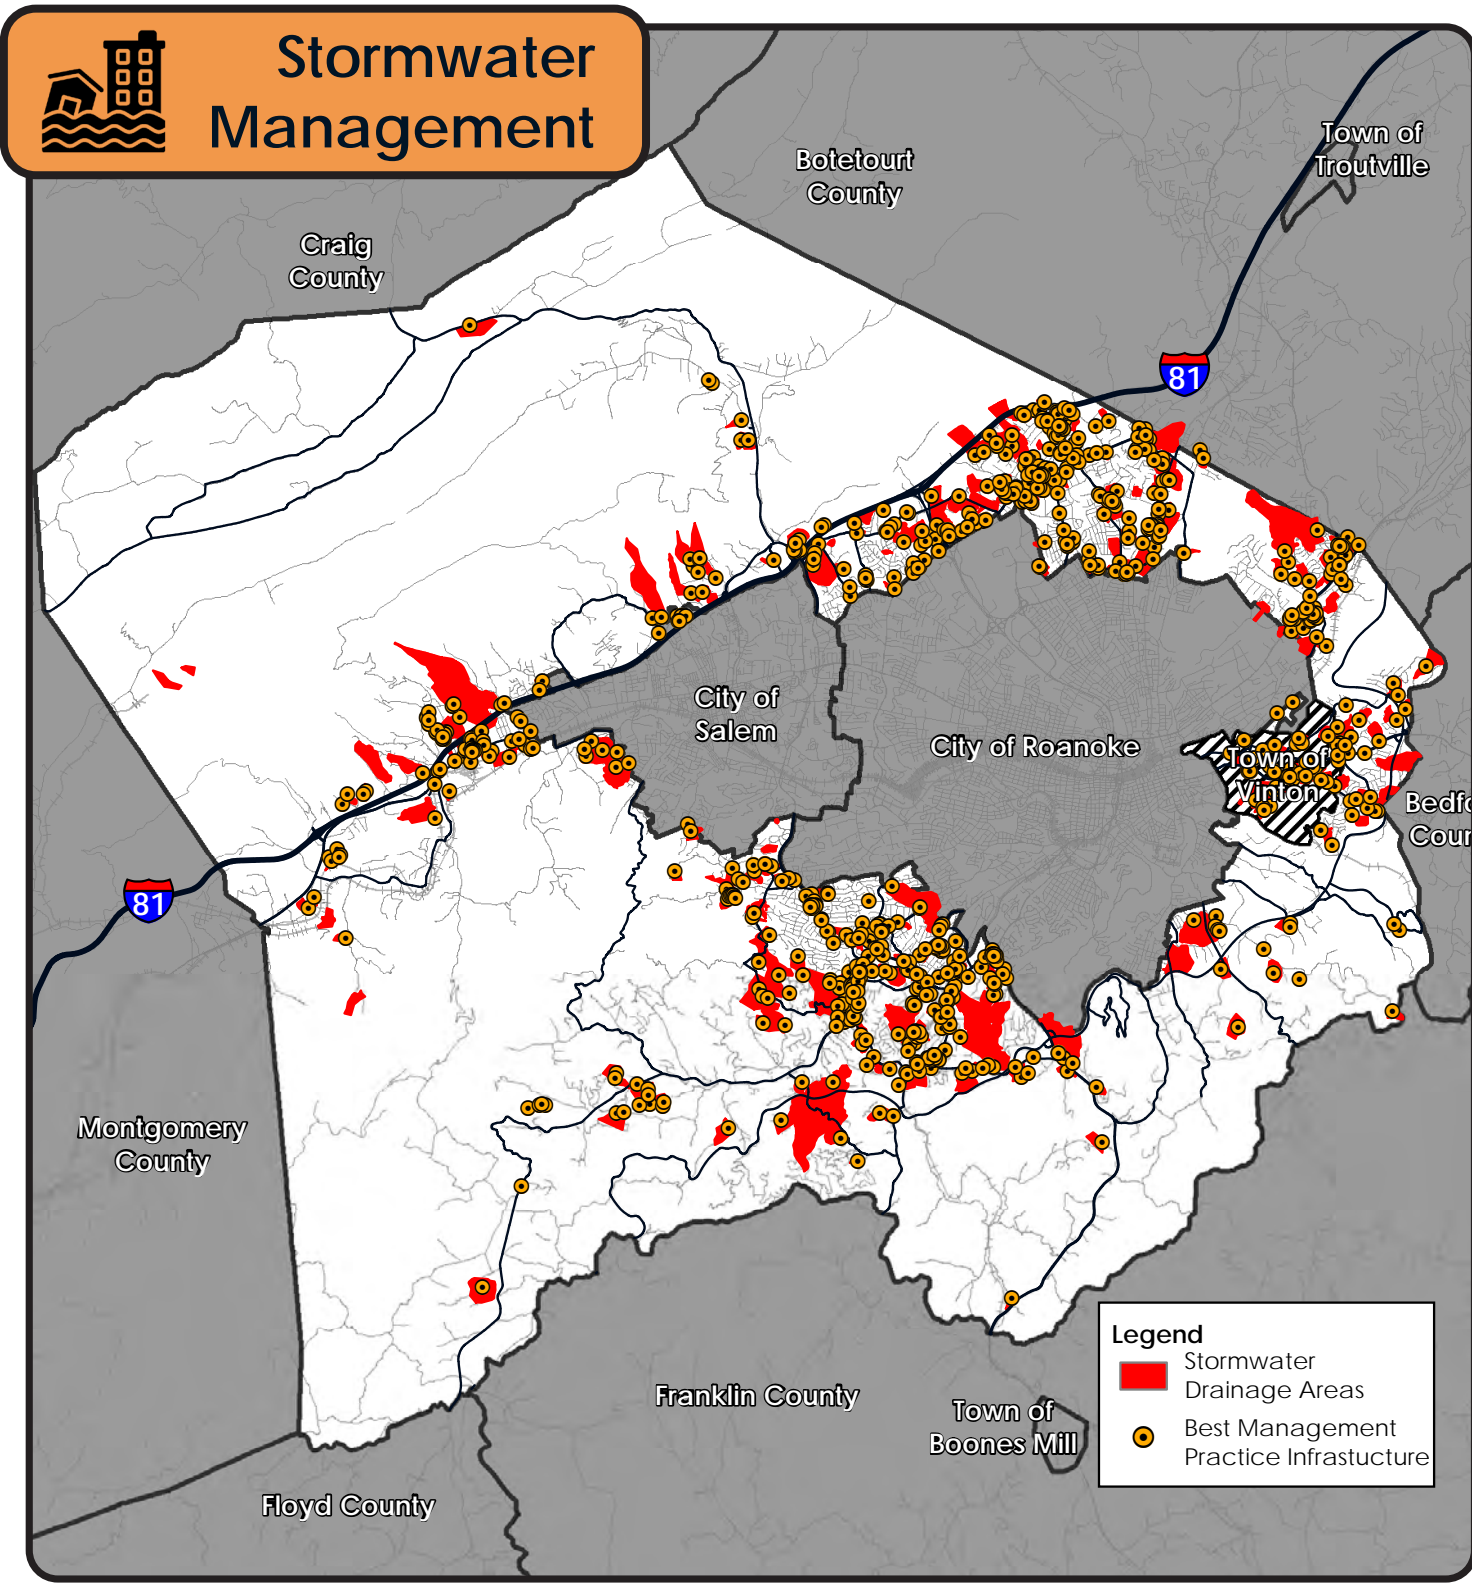 Stormwater
Management
Botetourt
County
Town of
Troutville
Craig
County
81
City of
Salem
City of Roanoke
Town of
Vinton
Bedfo
Coun
81
Montgomery
County
Franklin County
Town of
Boones Mill
Floyd County
Legend
Stormwater
Drainage Areas
Best Management
Practice Infrastucture